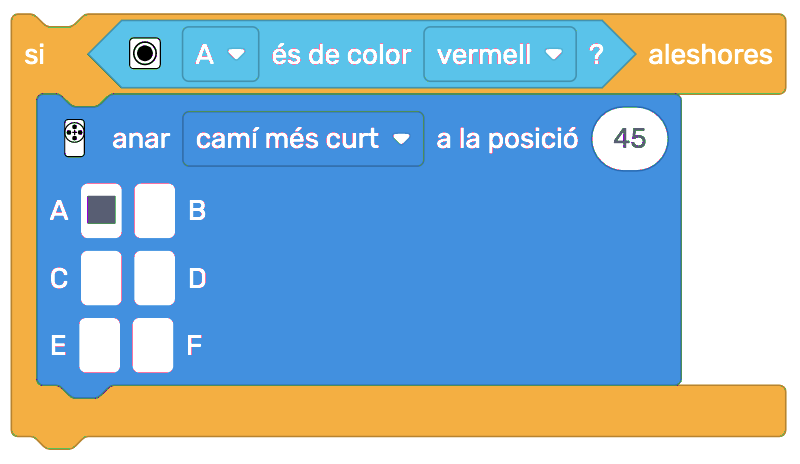 si A és de color vermell ? aleshores
anar camí més curt a la posició 45
A B
C D
E F